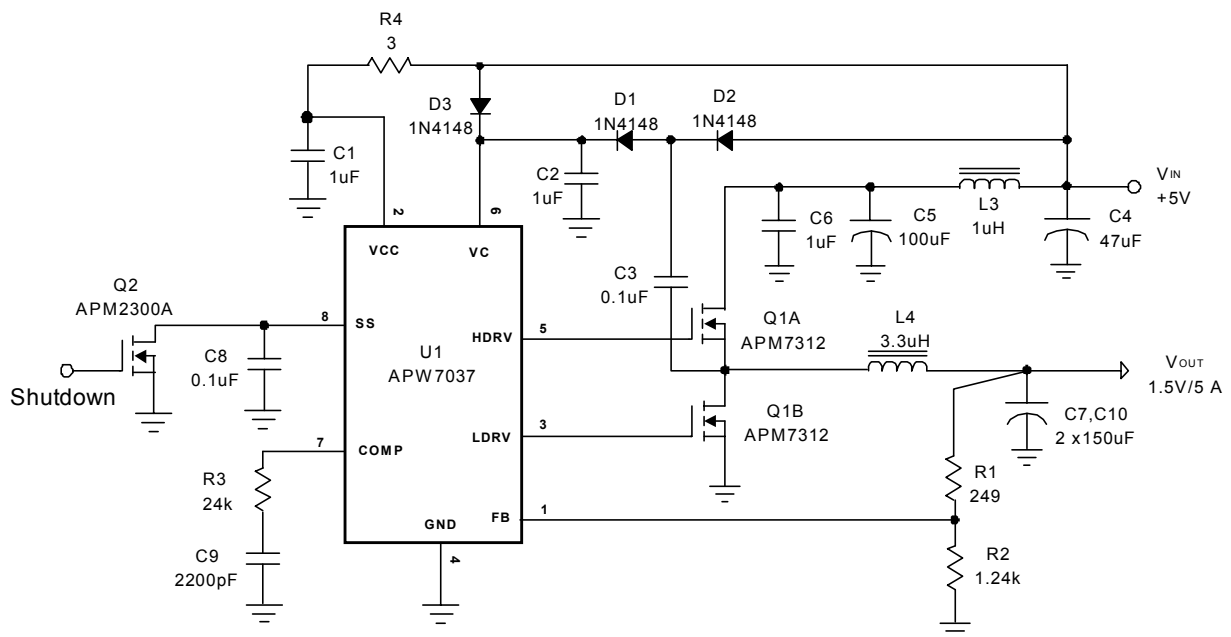 R4
3
D3
1N4148
D1
1N4148
D2
1N4148
C1
1uF
C2
1uF
VIN
+5V
L3
1uH
C4
47uF
C6
1uF
C5
100uF
2
6
VCC
VC
C3
0.1uF
Q2
APM2300A
8
SS
Shutdown
C8
0.1uF
U1
APW7037
HDRV
5
Q1A
APM7312
L4
3.3uH
VOUT
1.5V/5 A
C7,C10
2 x150uF
Q1B
APM7312
LDRV
3
7
COMP
R3
24k
C9
2200pF
R1
249
FB
1
GND
4
R2
1.24k